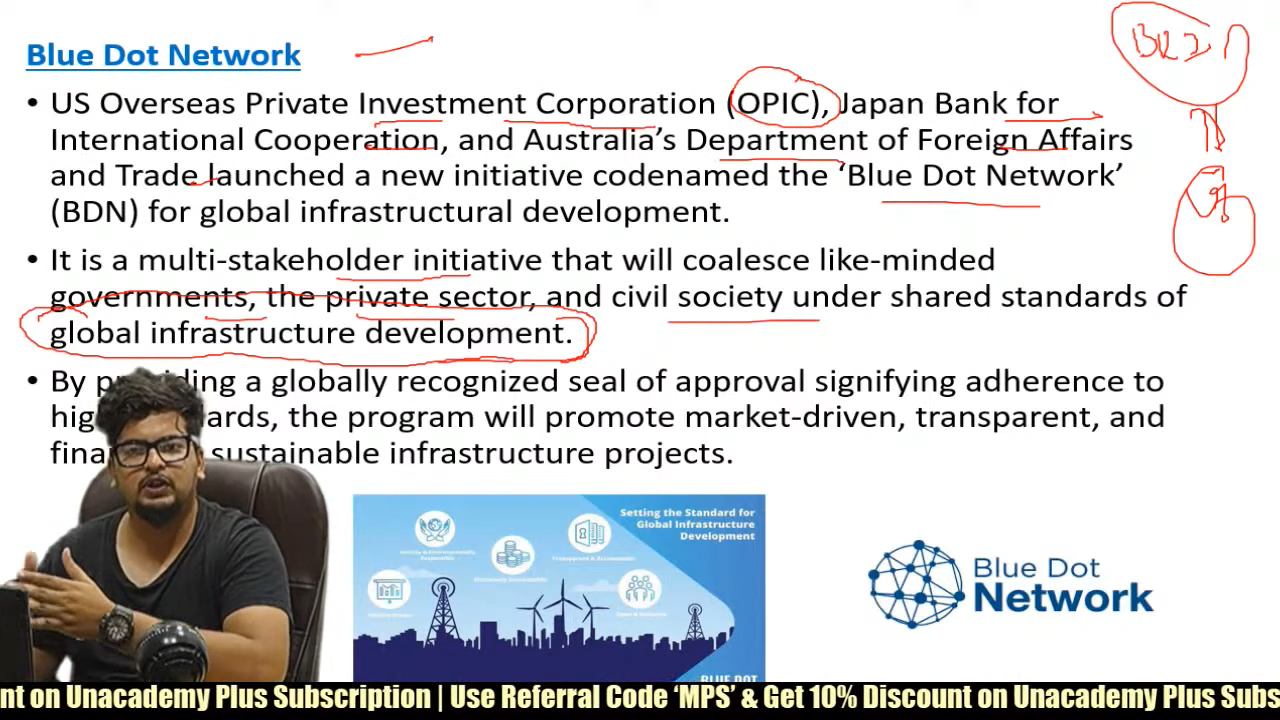 Blue Dot Network
• US Overseas Private Investment Corporation (OPIC), Japan Bank for
International Cooperation, and Australia's Department of Foreign Affairs
and Trade launched a new initiative codenamed the ‘Blue Dot Network’
(BDN) for global infrastructural development.
• It is a multi-stakeholder initiative that will coalesce like-minded
governments, the private sector, and civil society under shared standards of
global infrastructure development.
• By providing a globally recognized seal of approval signifying adherence to
the program will promote market-driven, transparent, and
sustainable infrastructure projects.
Setting the Standard for
Global Infrastructure
Development
BLUE DOT
Blue Dot
Network
nt on Unacademy Plus Subscription | Use Referral Code ‘MPS’ & Get 10% Discount on Unacademy Plus Subs